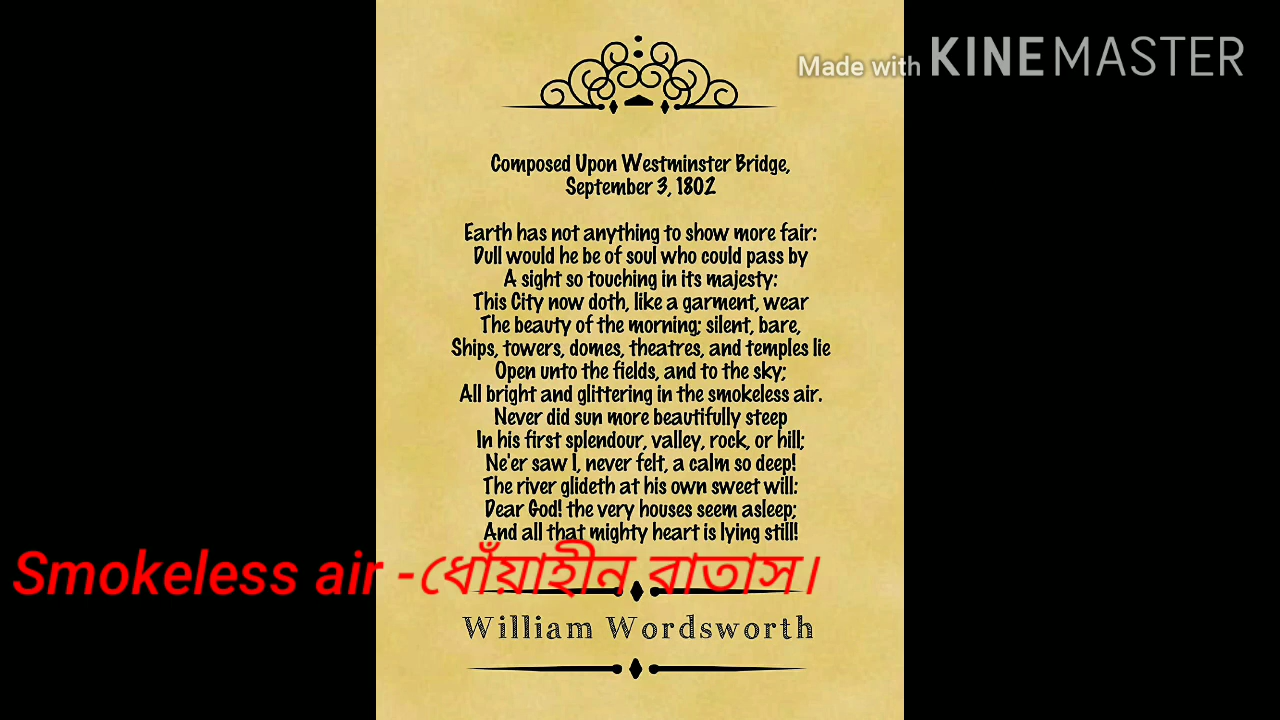 Made with KINEMASTER
Composed Upon Westminster Bridge,
September 3, 1802
Earth has not anything to show more fair:
Dull would he be of soul who could pass by
A sight so touching in its majesty:
This City now doth, like a garment, wear
The beauty of the morning; silent, bare,
Ships, towers, domes, theatres, and temples lie
Open unto the fields, and to the sky;
All bright and glittering in the smokeless air.
Never did sun more beautifully steep
In his first splendour, valley, rock, or hill;
Ne'er saw I, never felt, a calm so deep!
The river glideth at his own sweet will:
Dear God! the very houses seem asleep;
And all that mighty heart is lying still!
Smokeless air -ধোঁয়াহীন বাতাস।
William Wordsworth